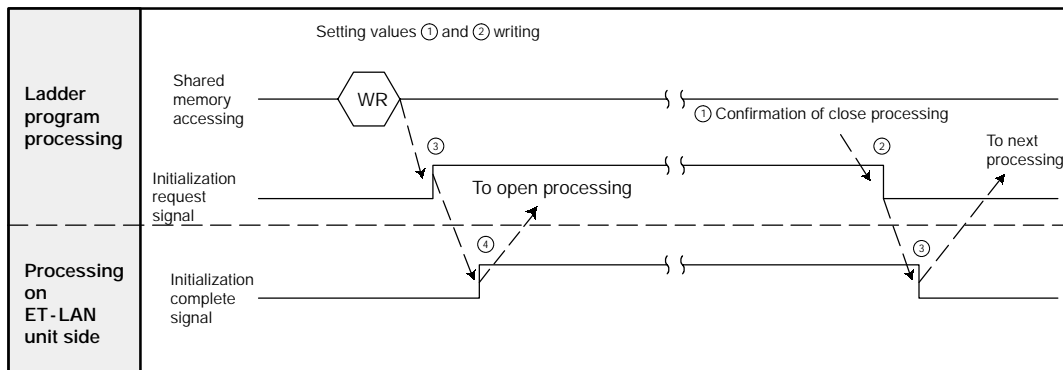 Setting values ① and ② writing
Ladder
program
processing
Shared
memory
accessing
WR
① Confirmation of close processing
③
②
To next
processing
Initialization
request
signal
To open processing
Processing
on
ET-LAN
unit side
④
③
Initialization
complete
signal